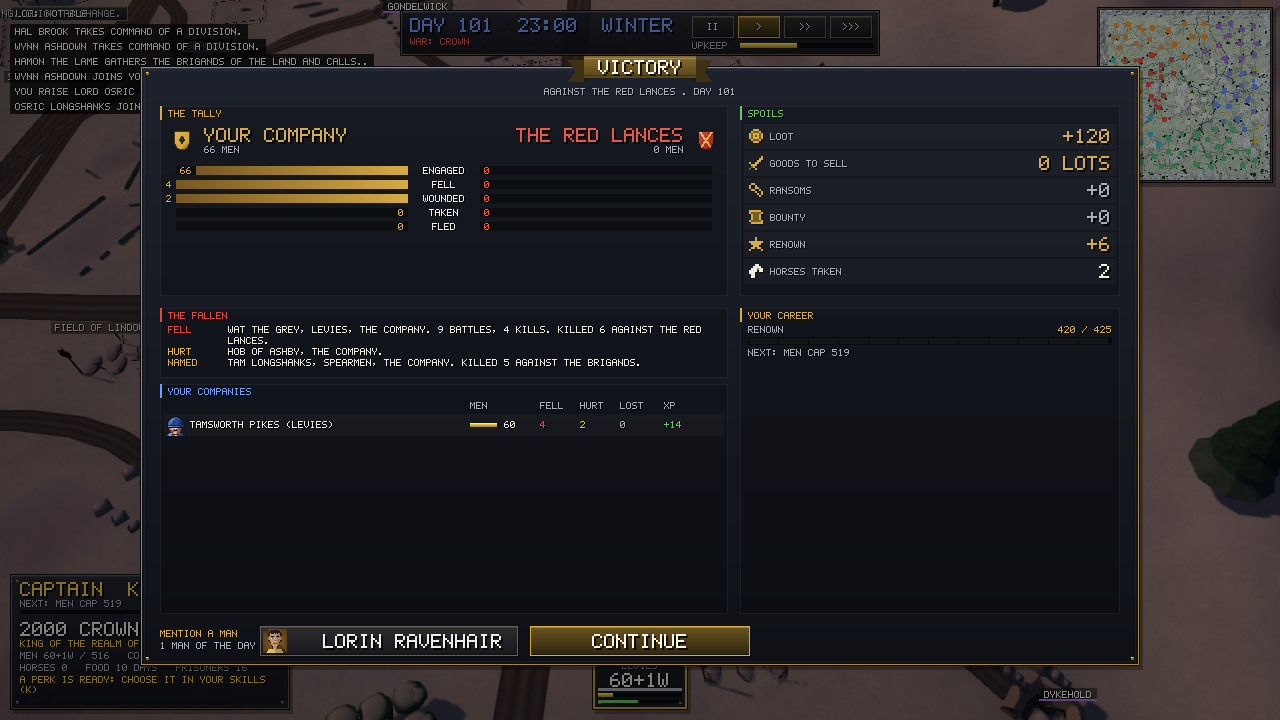 HAL BROOK TAKES COMMAND OF A DIVISION.
WYNN ASHDOWN TAKES COMMAND OF A DIVISION.
HAMON THE LAME GATHERS THE BRIGANDS OF THE LAND AND CALLS..
WYNN ASHDOWN JOINS YO
YOU RAISE LORD OSRIC
OSRIC LONGSHANKS JOIN
GONDELWICK
DAY 101 23:00 WINTER
WAR: CROWN
II > >> >>>
UPKEEP
VICTORY
AGAINST THE RED LANCES . DAY 101
THE TALLY
YOUR COMPANY
66 MEN
THE RED LANCES
0 MEN
66 ENGAGED 0
4 FELL 0
2 WOUNDED 0
0 TAKEN 0
0 FLED 0
SPOILS
LOOT +120
GOODS TO SELL 0 LOTS
RANSOMS +0
BOUNTY +0
RENOWN +6
HORSES TAKEN 2
FIELD OF LINDO
THE FALLEN
FELL WAT THE GREY, LEVIES, THE COMPANY. 9 BATTLES, 4 KILLS. KILLED 6 AGAINST THE RED
LANCES.
HURT HOB OF ASHBY, THE COMPANY.
NAMED TAM LONGSHANKS, SPEARMEN, THE COMPANY. KILLED 5 AGAINST THE BRIGANDS.
YOUR CAREER
RENOWN 420 / 425
NEXT: MEN CAP 519
YOUR COMPANIES
MEN FELL HURT LOST XP
TAMSWORTH PIKES (LEVIES) 60 4 2 0 +14
MENTION A MAN
1 MAN OF THE DAY
LORIN RAVENHAIR
CONTINUE
CAPTAIN K
NEXT: MEN CAP 519
2000 CROWN
KING OF THE REALM OF
MEN 60+1W / 516 CO
HORSES 0 FOOD 10 DAYS PRISONERS 16
A PERK IS READY: CHOOSE IT IN YOUR SKILLS
(K)
LEVIES
60+1W
DYKEHOLD